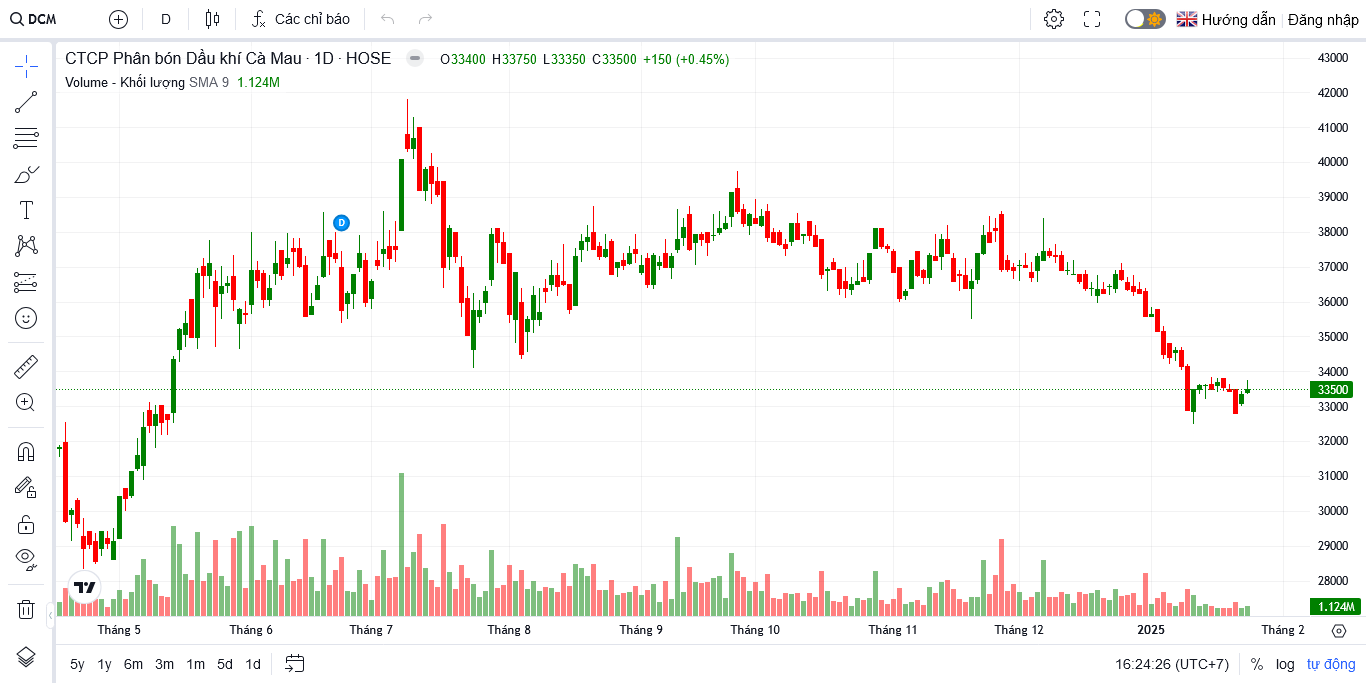 DCM D Các chỉ báo Hướng dẫn Đăng nhập
CTCP Phân bón Dầu khí Cà Mau · 1D · HOSE O33400 H33750 L33350 C33500 +150 (+0.45%)
Volume - Khối lượng SMA 9 1.124M
D
43000
42000
41000
40000
39000
38000
37000
36000
35000
34000
33500
33000
32000
31000
30000
29000
28000
1.124M
Tháng 5 Tháng 6 Tháng 7 Tháng 8 Tháng 9 Tháng 10 Tháng 11 Tháng 12 2025 Tháng 2
5y 1y 6m 3m 1m 5d 1d 16:24:26 (UTC+7) % log tự động